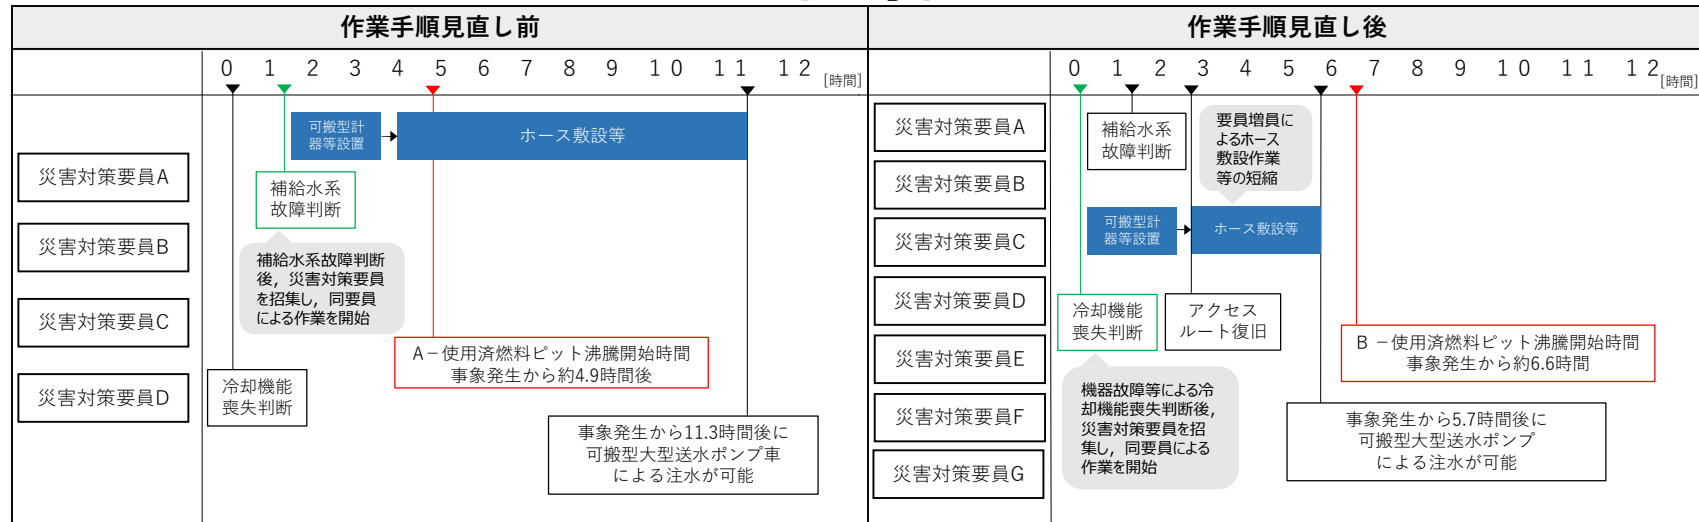 作業手順見直し前
0 1 2 3 4 5 6 7 8 9 10 11 12 [時間]
災害対策要員A
災害対策要員B
災害対策要員C
災害対策要員D
可搬型計
器等設置
ホース敷設等
補給水系
故障判断
補給水系故障判断
後，災害対策要員
を招集し，同要員
による作業を開始
A－使用済燃料ピット沸騰開始時間
事象発生から約4.9時間後
冷却機能
喪失判断
事象発生から11.3時間後に
可搬型大型送水ポンプ車
による注水が可能
作業手順見直し後
0 1 2 3 4 5 6 7 8 9 10 11 12 [時間]
災害対策要員A
災害対策要員B
災害対策要員C
災害対策要員D
災害対策要員E
災害対策要員F
災害対策要員G
補給水系
故障判断
要員増員に
よるホース
敷設作業
等の短縮
可搬型計
器等設置
ホース敷設等
冷却機能
喪失判断
アクセス
ルート復旧
B －使用済燃料ピット沸騰開始時間
事象発生から約6.6時間
機器故障等による冷
却機能喪失判断後，
災害対策要員を招
集し，同要員による
作業を開始
事象発生から5.7時間後に
可搬型大型送水ポンプ
による注水が可能